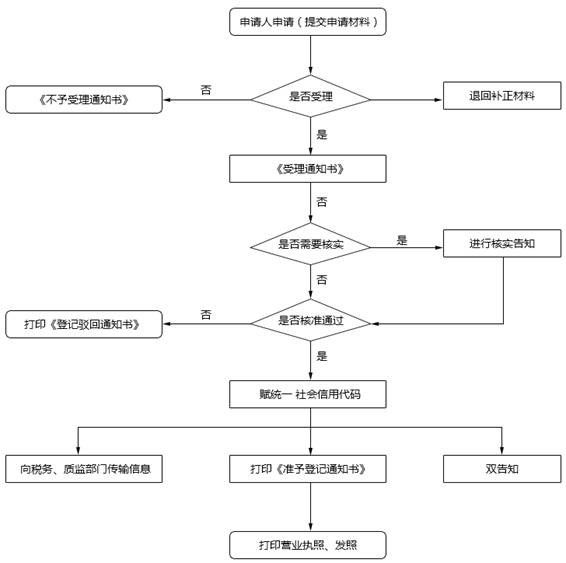 申请人申请（提交申请材料）
否
《不予受理通知书》
是否受理
退回补正材料
是
《受理通知书》
否
是否需要核实
是
进行核实告知
否
否
打印《登记驳回通知书》
是否核准通过
是
赋统一社会信用代码
向税务、质监部门传输信息
打印《准予登记通知书》
双告知
打印营业执照、发照